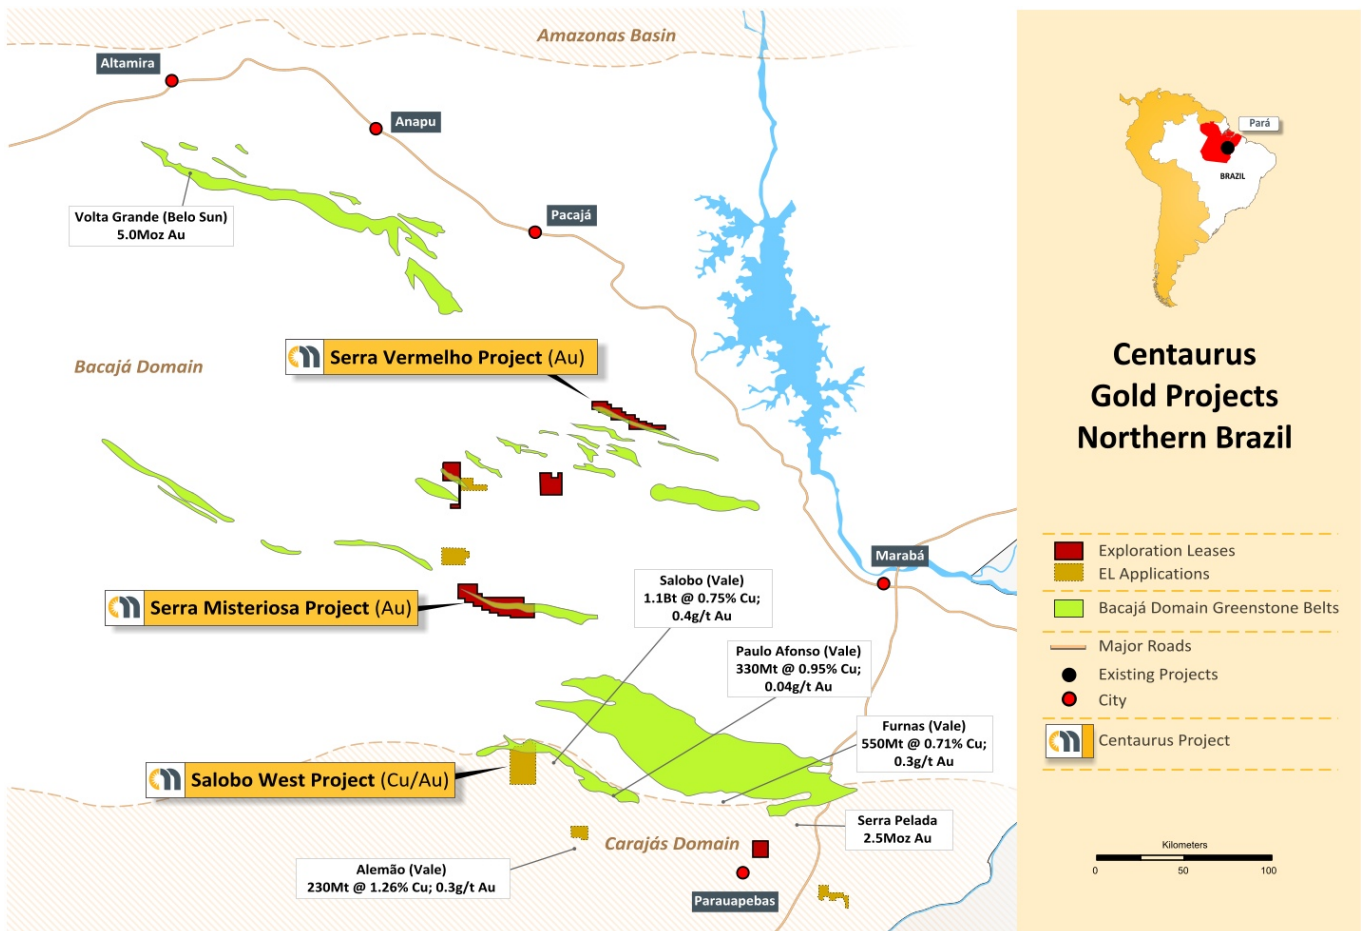 Amazonas Basin
Altamira
Anapu
Pacajá
Volta Grande (Belo Sun)
5.0Moz Au
Bacajá Domain
Serra Vermelho Project (Au)
Marabá
Serra Misteriosa Project (Au)
Salobo (Vale)
1.1Bt @ 0.75% Cu;
0.4g/t Au
Paulo Afonso (Vale)
330Mt @ 0.95% Cu;
0.04g/t Au
Furnas (Vale)
550Mt @ 0.71% Cu;
0.3g/t Au
Salobo West Project (Cu/Au)
Serra Pelada
2.5Moz Au
Carajás Domain
Alemão (Vale)
230Mt @ 1.26% Cu; 0.3g/t Au
Parauapebas
Pará
BRAZIL
Centaurus
Gold Projects
Northern Brazil
Exploration Leases
EL Applications
Bacajá Domain Greenstone Belts
Major Roads
Existing Projects
City
Centaurus Project
Kilometers
0 50 100